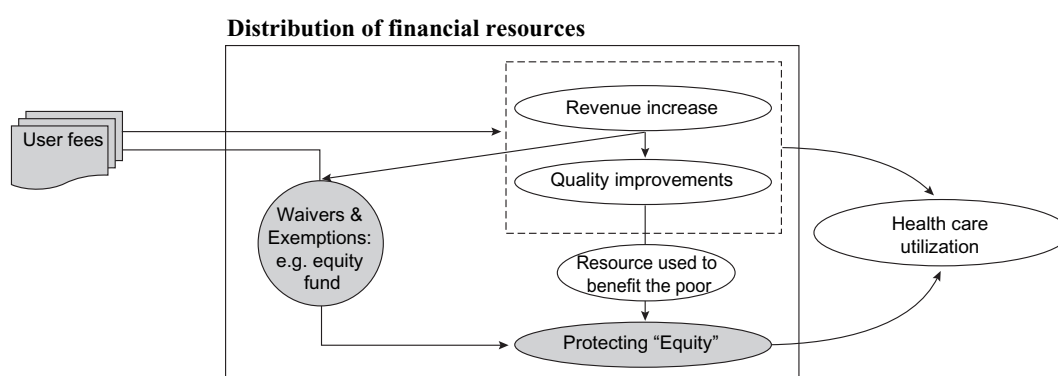 Distribution of financial resources
User fees
Revenue increase
Quality improvements
Waivers &
Exemptions:
e.g. equity
fund
Resource used to
benefit the poor
Protecting “Equity”
Health care
utilization